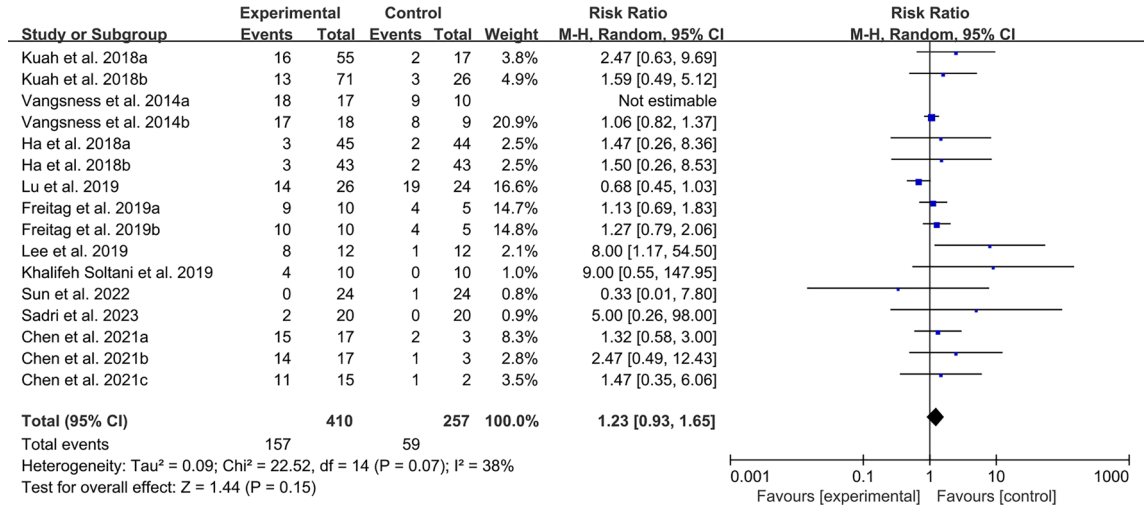 Experimental Control Risk Ratio Risk Ratio
Study or Subgroup Events Total Events Total Weight M-H, Random, 95% CI M-H, Random, 95% CI
Kuah et al. 2018a 16 55 2 17 3.8% 2.47 [0.63, 9.69]
Kuah et al. 2018b 13 71 3 26 4.9% 1.59 [0.49, 5.12]
Vangsness et al. 2014a 18 17 9 10 Not estimable
Vangsness et al. 2014b 17 18 8 9 20.9% 1.06 [0.82, 1.37]
Ha et al. 2018a 3 45 2 44 2.5% 1.47 [0.26, 8.36]
Ha et al. 2018b 3 43 2 43 2.5% 1.50 [0.26, 8.53]
Lu et al. 2019 14 26 19 24 16.6% 0.68 [0.45, 1.03]
Freitag et al. 2019a 9 10 4 5 14.7% 1.13 [0.69, 1.83]
Freitag et al. 2019b 10 10 4 5 14.8% 1.27 [0.79, 2.06]
Lee et al. 2019 8 12 1 12 2.1% 8.00 [1.17, 54.50]
Khalifeh Soltani et al. 2019 4 10 0 10 1.0% 9.00 [0.55, 147.95]
Sun et al. 2022 0 24 1 24 0.8% 0.33 [0.01, 7.80]
Sadri et al. 2023 2 20 0 20 0.9% 5.00 [0.26, 98.00]
Chen et al. 2021a 15 17 2 3 8.3% 1.32 [0.58, 3.00]
Chen et al. 2021b 14 17 1 3 2.8% 2.47 [0.49, 12.43]
Chen et al. 2021c 11 15 1 2 3.5% 1.47 [0.35, 6.06]
Total (95% CI) 410 257 100.0% 1.23 [0.93, 1.65]
Total events 157 59
Heterogeneity: Tau² = 0.09; Chi² = 22.52, df = 14 (P = 0.07); I² = 38%
Test for overall effect: Z = 1.44 (P = 0.15)
0.001 0.1 1 10 1000
Favours [experimental] Favours [control]